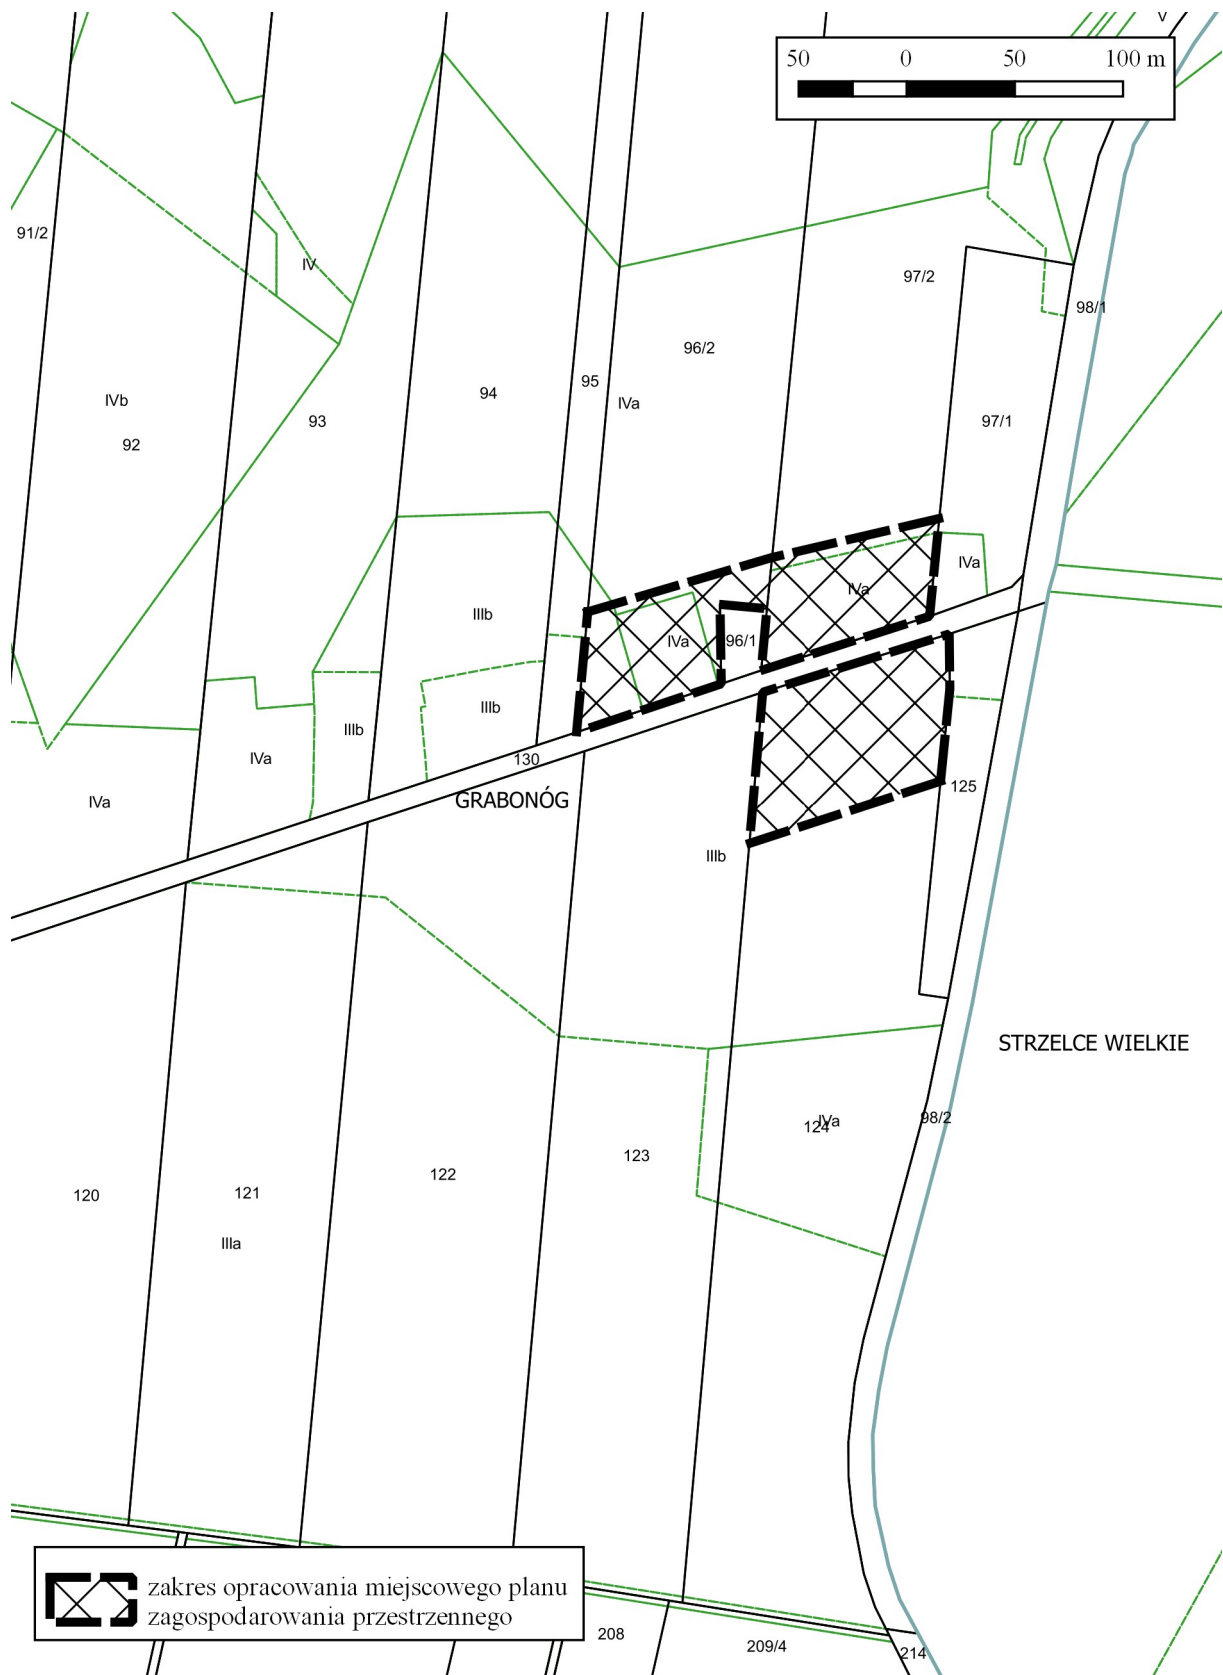 V
50 0 50 100 m
91/2
IV
97/2
98/1
96/2
95
94
IVb
IVa
93
97/1
92
IVa
IVa
IIIb
IVa
96/1
IIIb
IIIb
IVa
130
125
GRABONÓG
IVa
IIIb
STRZELCE WIELKIE
98/2
IVa
124
123
122
121
120
IIIa
zakres opracowania miejscowego planu
zagospodarowania przestrzennego
208
209/4
214